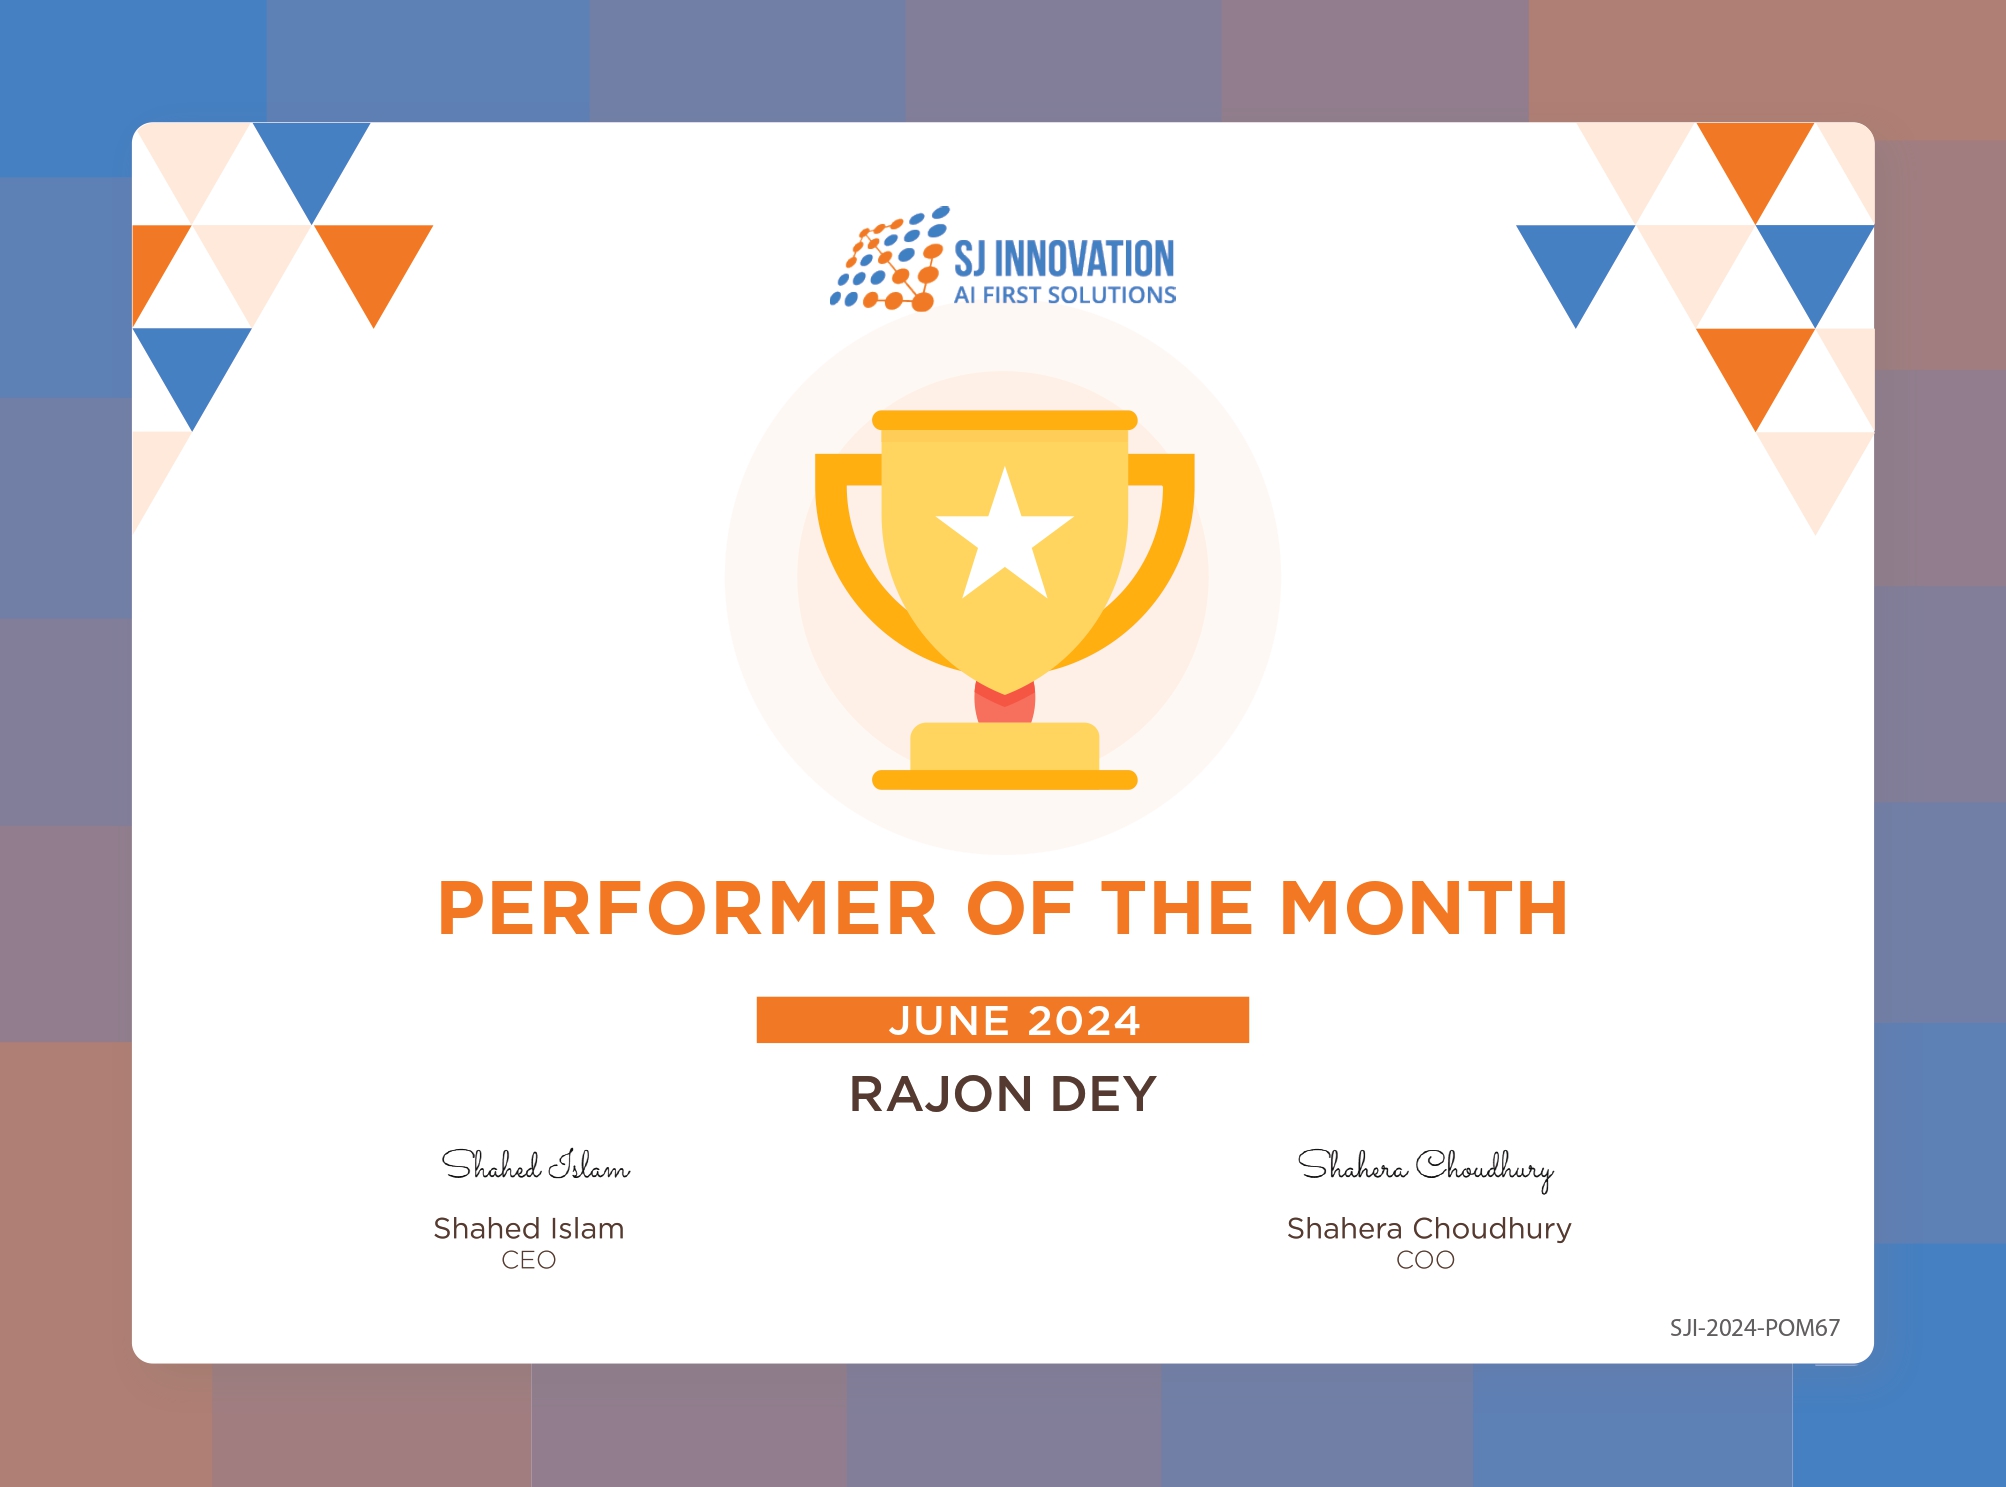 SJ INNOVATION
AI FIRST SOLUTIONS
PERFORMER OF THE MONTH
JUNE 2024
RAJON DEY
Shahed Islam
Shahera Choudhury
Shahed Islam
Shahera Choudhury
CEO
COO
SJI-2024-POM67